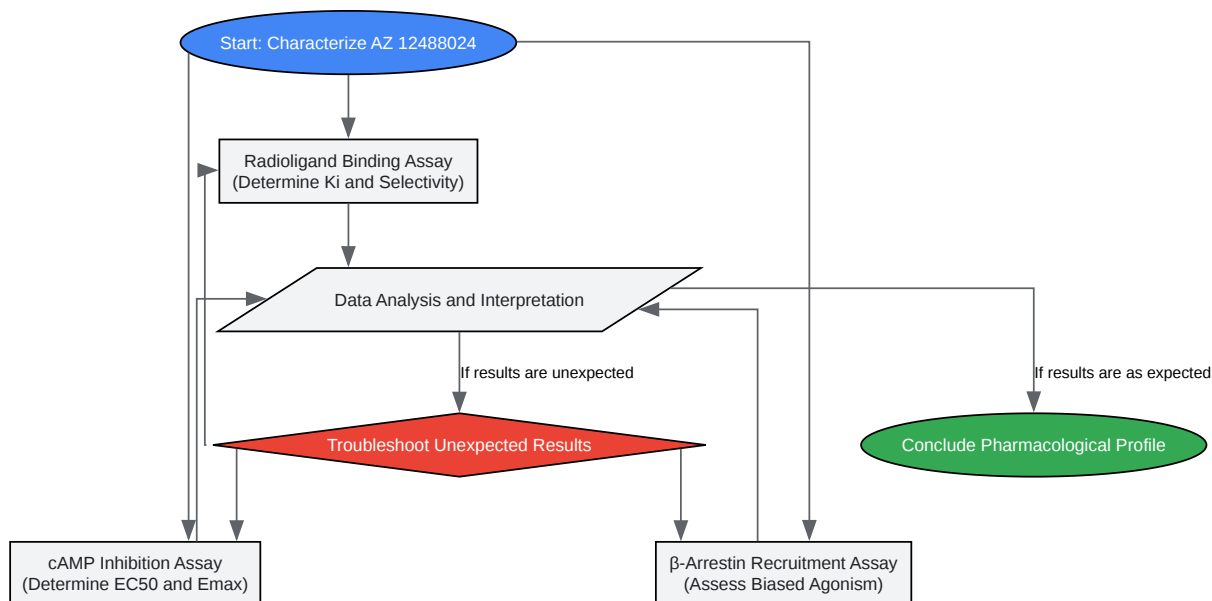 Start: Characterize AZ 12488024
Radioligand Binding Assay
(Determine Ki and Selectivity)
Data Analysis and Interpretation
If results are unexpected
If results are as expected
Troubleshoot Unexpected Results
Conclude Pharmacological Profile
cAMP Inhibition Assay
(Determine EC50 and Emax)
β-Arrestin Recruitment Assay
(Assess Biased Agonism)